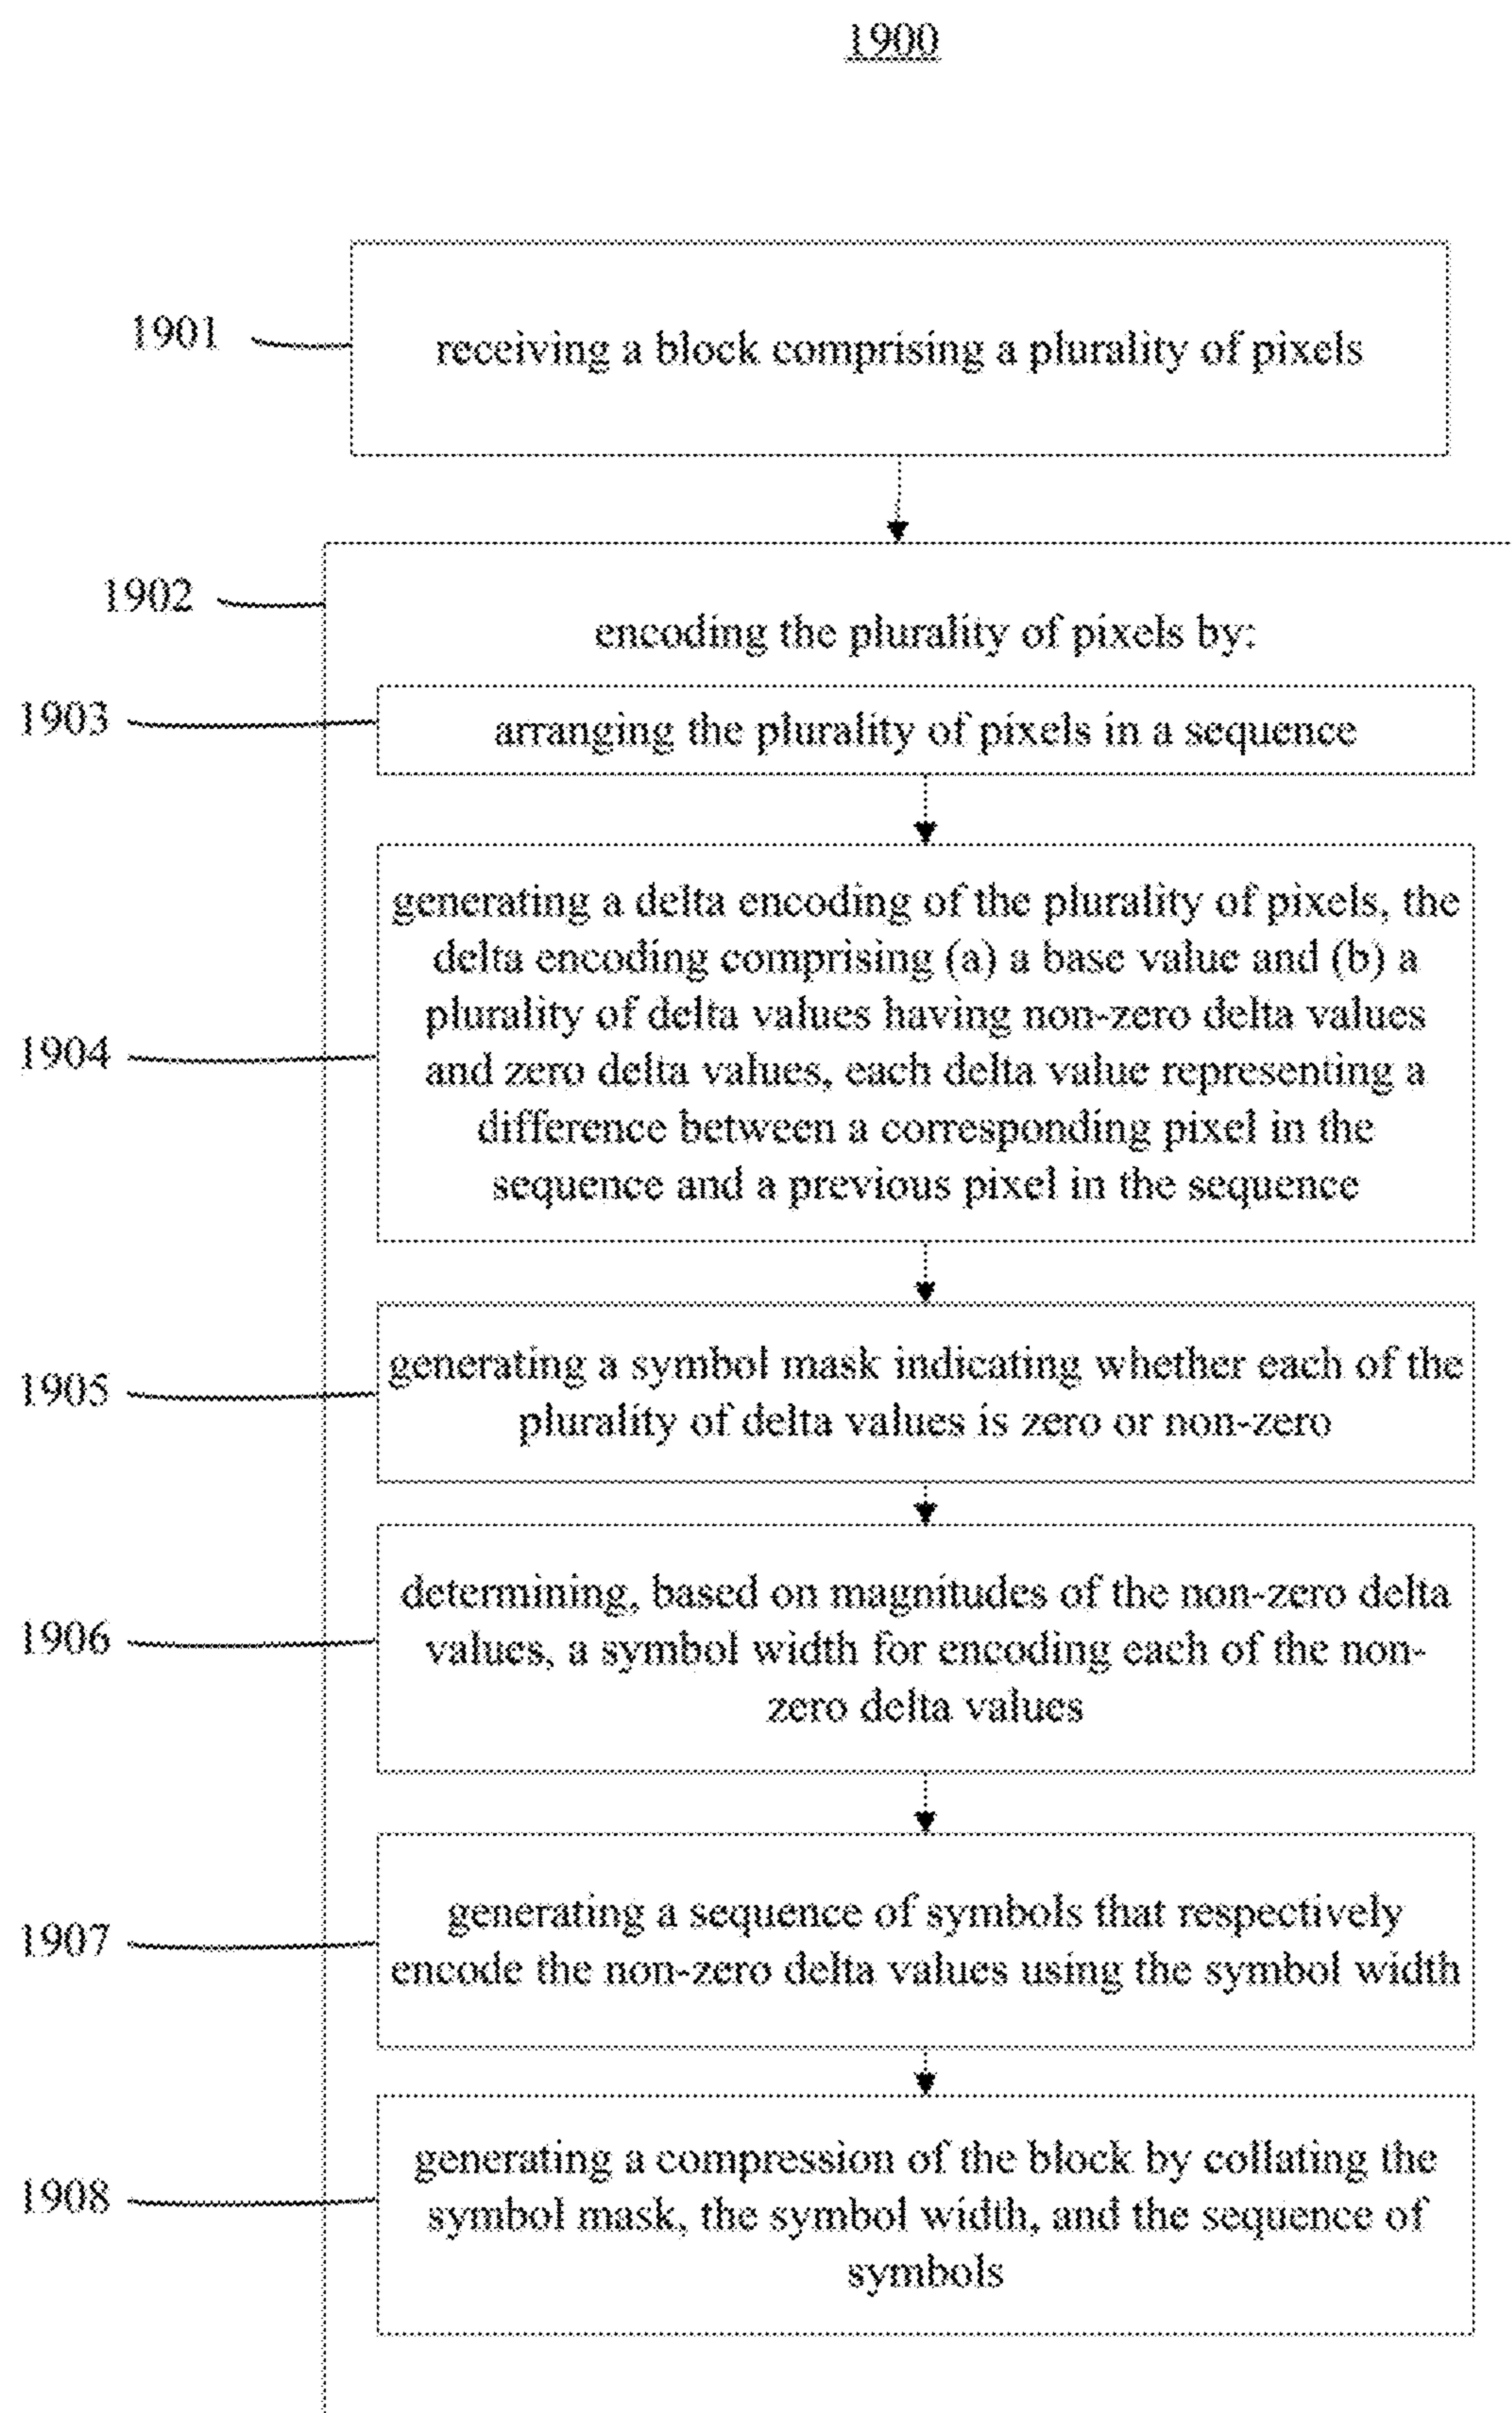 1900
1901
receiving a block comprising a plurality of pixels
1902
encoding the plurality of pixels by:
1903
arranging the plurality of pixels in a sequence
1904
generating a delta encoding of the plurality of pixels, the
delta encoding comprising (a) a base value and (b) a
plurality of delta values having non-zero delta values
and zero delta values, each delta value representing a
difference between a corresponding pixel in the
sequence and a previous pixel in the sequence
1905
generating a symbol mask indicating whether each of the
plurality of delta values is zero or non-zero
1906
determining, based on magnitudes of the non-zero delta
values, a symbol width for encoding each of the non-
zero delta values
1907
generating a sequence of symbols that respectively
encode the non-zero delta values using the symbol width
1908
generating a compression of the block by collating the
symbol mask, the symbol width, and the sequence of
symbols